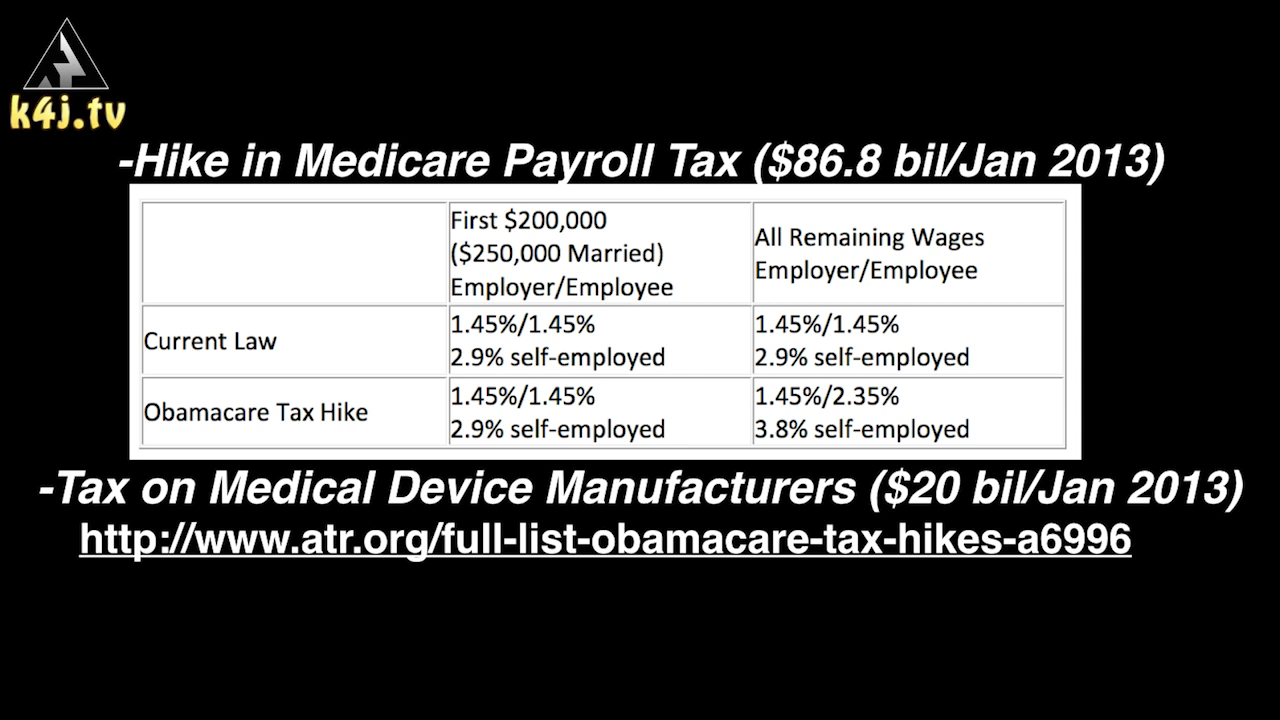 k4j.tv
-Hike in Medicare Payroll Tax ($86.8 bil/Jan 2013)
First $200,000
($250,000 Married)
Employer/Employee
All Remaining Wages
Employer/Employee
Current Law
1.45%/1.45%
2.9% self-employed
1.45%/1.45%
2.9% self-employed
Obamacare Tax Hike
1.45%/1.45%
2.9% self-employed
1.45%/2.35%
3.8% self-employed
-Tax on Medical Device Manufacturers ($20 bil/Jan 2013)
http://www.atr.org/full-list-obamacare-tax-hikes-a6996